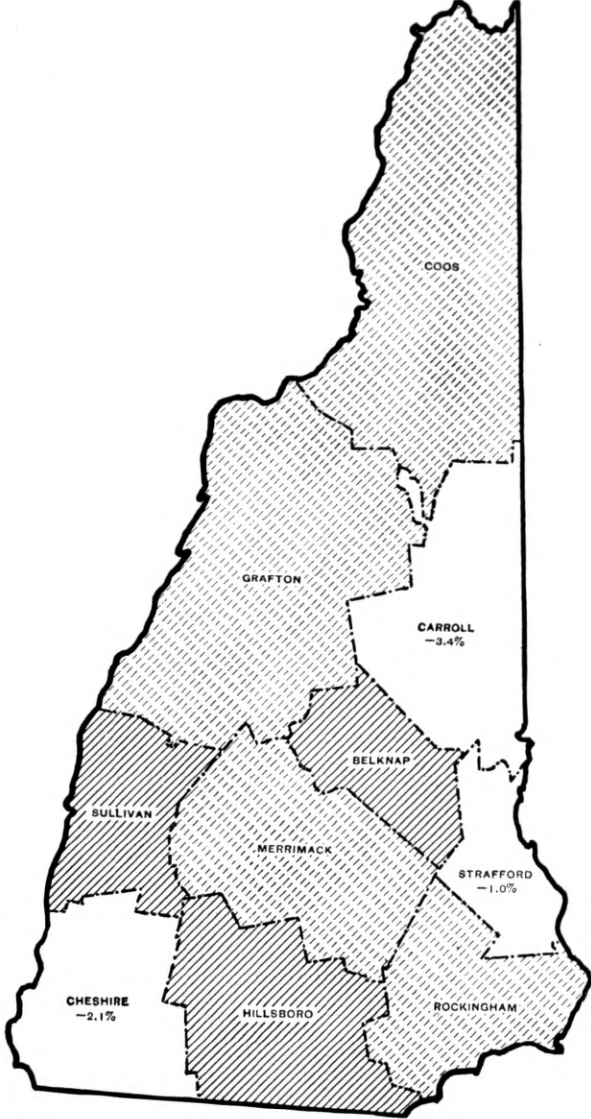 COOS
GRAFTON
CARROLL
−3.4%
BELKNAP
SULLIVAN
MERRIMACK
STRAFFORD
−1.0%
CHESHIRE
−2.1%
HILLSBORO
ROCKINGHAM